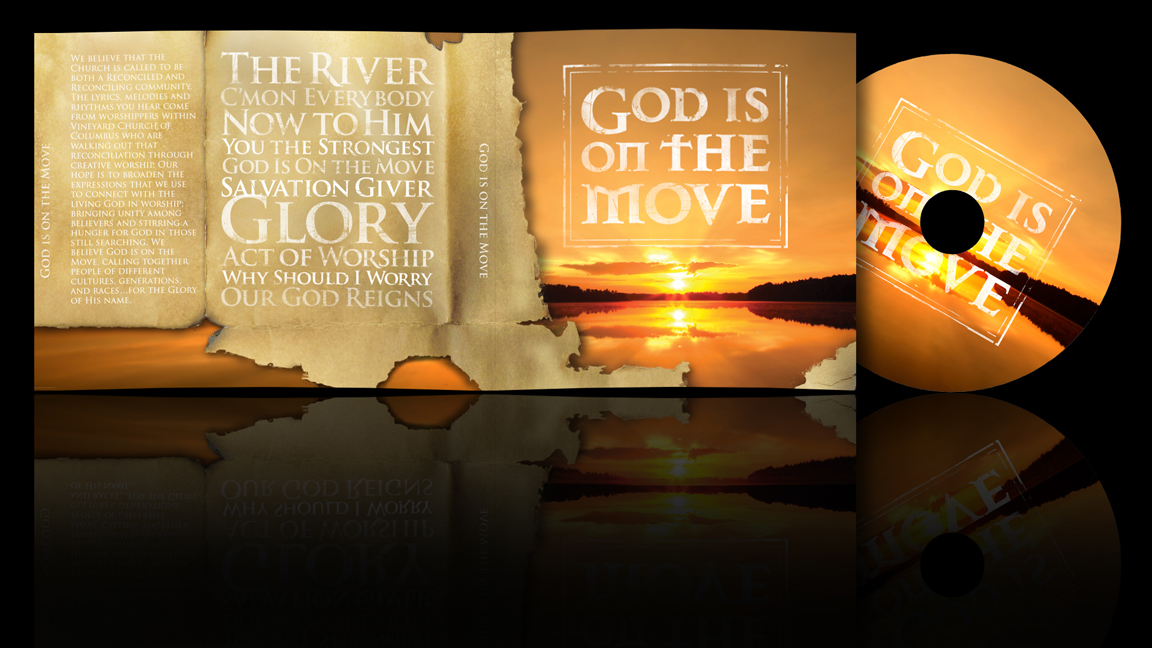 GOD IS ON THE MOVE
WE BELIEVE THAT THE
CHURCH IS CALLED TO BE
BOTH A RECONCILED AND
RECONCILING COMMUNITY.
THE LYRICS, MELODIES AND
RHYTHMS YOU HEAR COME
FROM WORSHIPPERS WITHIN
VINEYARD CHURCH OF
COLUMBUS WHO ARE
WALKING OUT THAT
RECONCILIATION THROUGH
CREATIVE WORSHIP. OUR
HOPE IS TO BROADEN THE
EXPRESSIONS THAT WE USE
TO CONNECT WITH THE
LIVING GOD IN WORSHIP;
BRINGING UNITY AMONG
BELIEVERS AND STIRRING A
HUNGER FOR GOD IN THOSE
STILL SEARCHING. WE
BELIEVE GOD IS ON THE
MOVE, CALLING TOGETHER
PEOPLE OF DIFFERENT
CULTURES, GENERATIONS,
AND RACES...FOR THE GLORY
OF HIS NAME.
THE RIVER
C'MON EVERYBODY
NOW TO HIM
YOU THE STRONGEST
GOD IS ON THE MOVE
SALVATION GIVER
GLORY
ACT OF WORSHIP
WHY SHOULD I WORRY
OUR GOD REIGNS
GOD IS ON THE MOVE
GOD IS
ON THE
MOVE
GOD IS
ON THE
MOVE